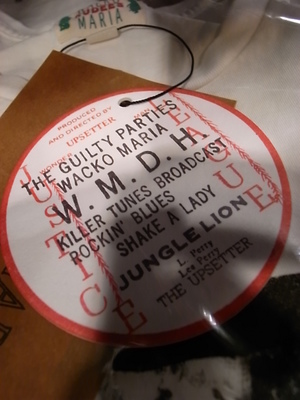 MARIA
PRODUCED
AND DIRECTED BY
UPSETTER
JUSTICE
LEAGUE
THE GUILTY PARTIES
WACKO MARIA
W. M. D. H.
KILLER TUNES BROADCAST
ROCKIN' BLUES
SHAKE A LADY
JUNGLE LION
L. Perry
Lee Perry
THE UPSETTER